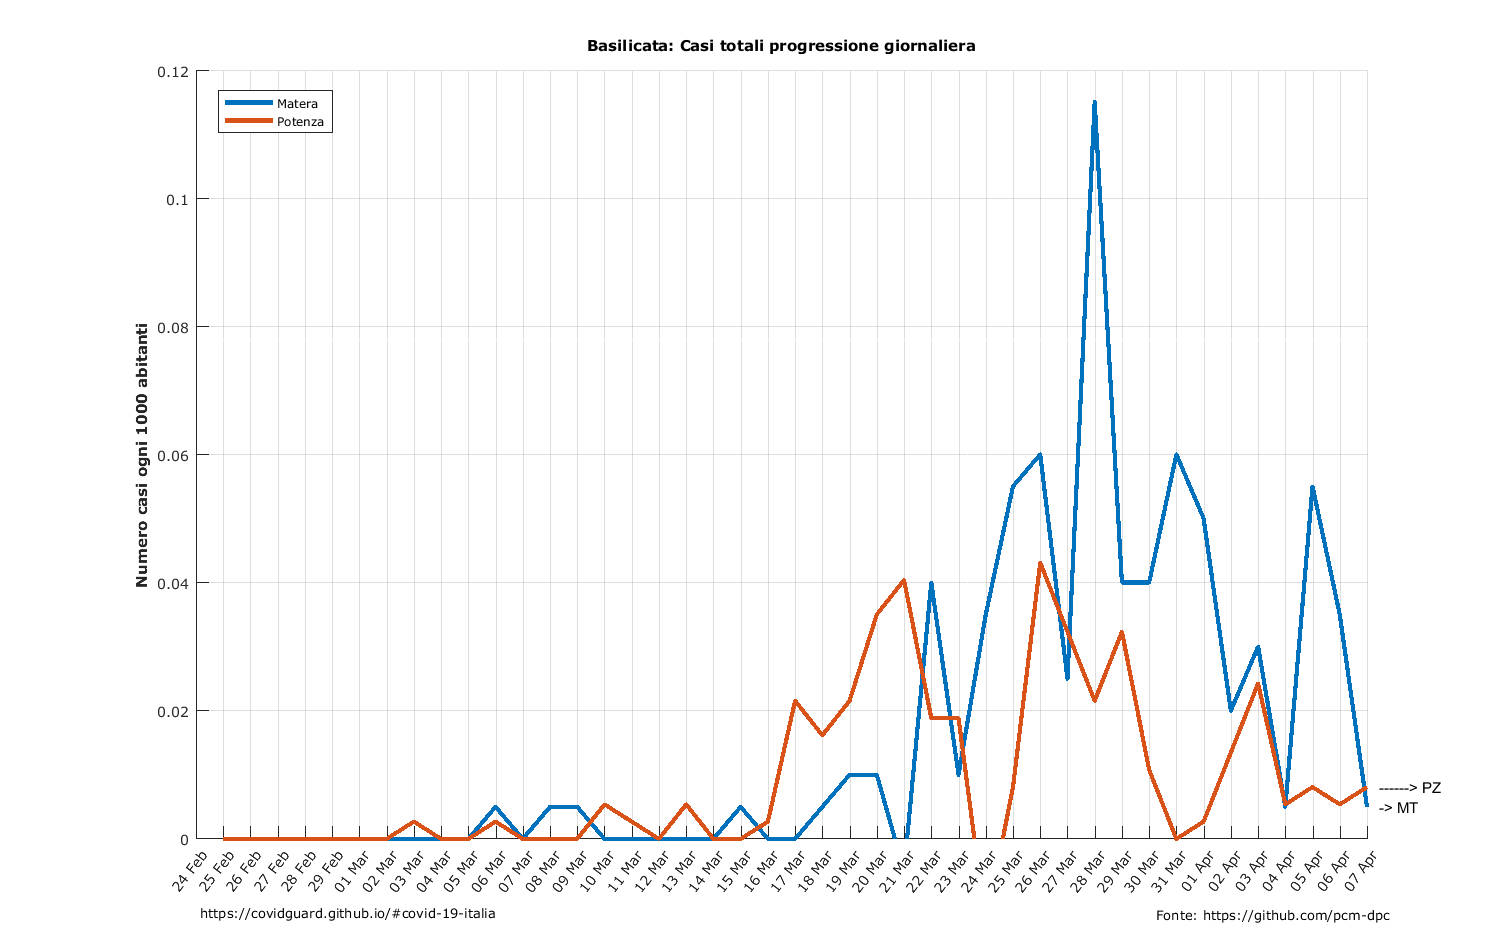 Basilicata: Casi totali progressione giornaliera
0.12
0.1
0.08
0.06
0.04
0.02
0
Numero casi ogni 1000 abitanti
Matera
Potenza
------> PZ
-> MT
24 Feb
25 Feb
26 Feb
27 Feb
28 Feb
29 Feb
01 Mar
02 Mar
03 Mar
04 Mar
05 Mar
06 Mar
07 Mar
08 Mar
09 Mar
10 Mar
11 Mar
12 Mar
13 Mar
14 Mar
15 Mar
16 Mar
17 Mar
18 Mar
19 Mar
20 Mar
21 Mar
22 Mar
23 Mar
24 Mar
25 Mar
26 Mar
27 Mar
28 Mar
29 Mar
30 Mar
31 Mar
01 Apr
02 Apr
03 Apr
04 Apr
05 Apr
06 Apr
07 Apr
https://covidguard.github.io/#covid-19-italia
Fonte: https://github.com/pcm-dpc